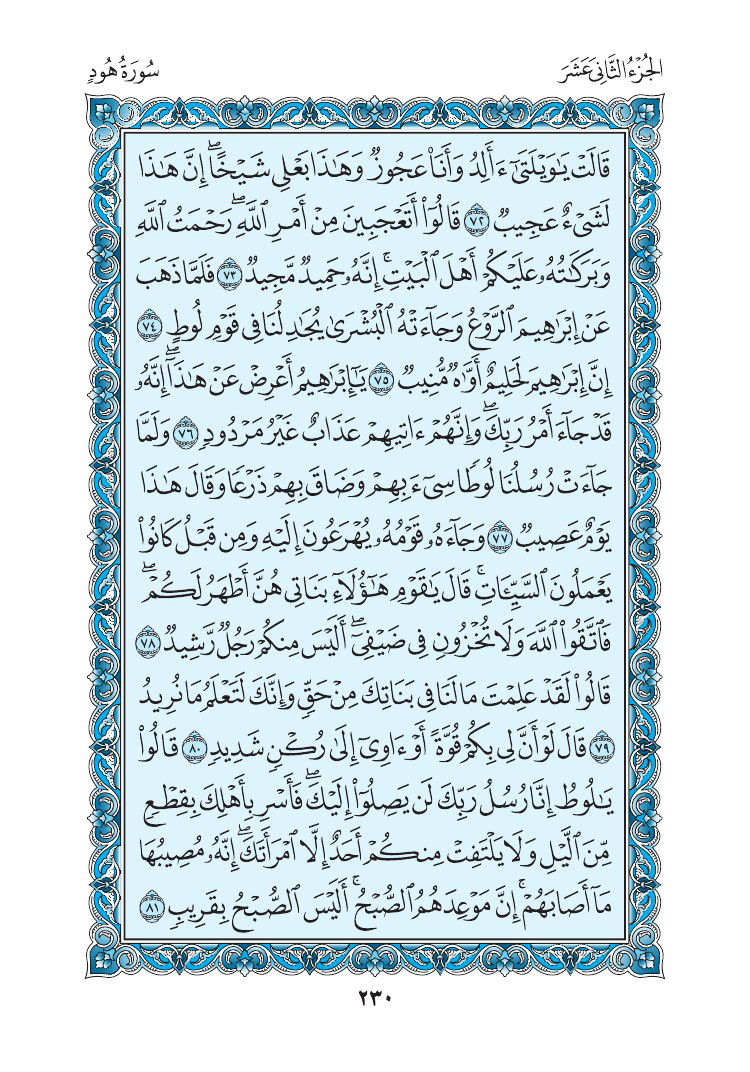 الجُزْءُ الثَّانِي عَشَرَ
سُورَةُ هُودٍ
قَالَتْ يَٰوَيْلَتَىٰٓ ءَأَلِدُ وَأَنَا۠ عَجُوزٌ وَهَٰذَا بَعْلِى شَيْخًا ۖ إِنَّ هَٰذَا
لَشَىْءٌ عَجِيبٌ ٧٢ قَالُوٓا۟ أَتَعْجَبِينَ مِنْ أَمْرِ ٱللَّهِ ۖ رَحْمَتُ ٱللَّهِ
وَبَرَكَٰتُهُۥ عَلَيْكُمْ أَهْلَ ٱلْبَيْتِ ۚ إِنَّهُۥ حَمِيدٌ مَّجِيدٌ ٧٣ فَلَمَّا ذَهَبَ
عَنْ إِبْرَٰهِيمَ ٱلرَّوْعُ وَجَآءَتْهُ ٱلْبُشْرَىٰ يُجَٰدِلُنَا فِى قَوْمِ لُوطٍ ٧٤
إِنَّ إِبْرَٰهِيمَ لَحَلِيمٌ أَوَّٰهٌ مُّنِيبٌ ٧٥ يَٰٓإِبْرَٰهِيمُ أَعْرِضْ عَنْ هَٰذَآ ۖ إِنَّهُۥ
قَدْ جَآءَ أَمْرُ رَبِّكَ ۖ وَإِنَّهُمْ ءَاتِيهِمْ عَذَابٌ غَيْرُ مَرْدُودٍ ٧٦ وَلَمَّا
جَآءَتْ رُسُلُنَا لُوطًا سِىٓءَ بِهِمْ وَضَاقَ بِهِمْ ذَرْعًا وَقَالَ هَٰذَا
يَوْمٌ عَصِيبٌ ٧٧ وَجَآءَهُۥ قَوْمُهُۥ يُهْرَعُونَ إِلَيْهِ وَمِن قَبْلُ كَانُوا۟
يَعْمَلُونَ ٱلسَّيِّـَٔاتِ ۚ قَالَ يَٰقَوْمِ هَٰٓؤُلَآءِ بَنَاتِى هُنَّ أَطْهَرُ لَكُمْ ۖ
فَٱتَّقُوا۟ ٱللَّهَ وَلَا تُخْزُونِ فِى ضَيْفِىٓ ۖ أَلَيْسَ مِنكُمْ رَجُلٌ رَّشِيدٌ ٧٨
قَالُوا۟ لَقَدْ عَلِمْتَ مَا لَنَا فِى بَنَاتِكَ مِنْ حَقٍّ وَإِنَّكَ لَتَعْلَمُ مَا نُرِيدُ
٧٩ قَالَ لَوْ أَنَّ لِى بِكُمْ قُوَّةً أَوْ ءَاوِىٓ إِلَىٰ رُكْنٍ شَدِيدٍ ٨٠ قَالُوا۟
يَٰلُوطُ إِنَّا رُسُلُ رَبِّكَ لَن يَصِلُوٓا۟ إِلَيْكَ ۖ فَأَسْرِ بِأَهْلِكَ بِقِطْعٍ
مِّنَ ٱلَّيْلِ وَلَا يَلْتَفِتْ مِنكُمْ أَحَدٌ إِلَّا ٱمْرَأَتَكَ ۖ إِنَّهُۥ مُصِيبُهَا
مَآ أَصَابَهُمْ ۚ إِنَّ مَوْعِدَهُمُ ٱلصُّبْحُ ۚ أَلَيْسَ ٱلصُّبْحُ بِقَرِيبٍ ٨١
٢٣٠